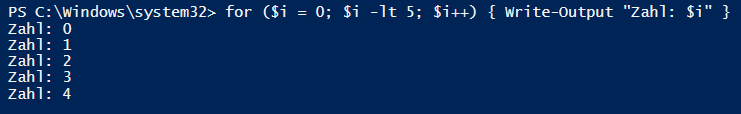 PS C:\Windows\system32> for ($i = 0; $i -lt 5; $i++) { Write-Output "Zahl: $i" }
Zahl: 0
Zahl: 1
Zahl: 2
Zahl: 3
Zahl: 4